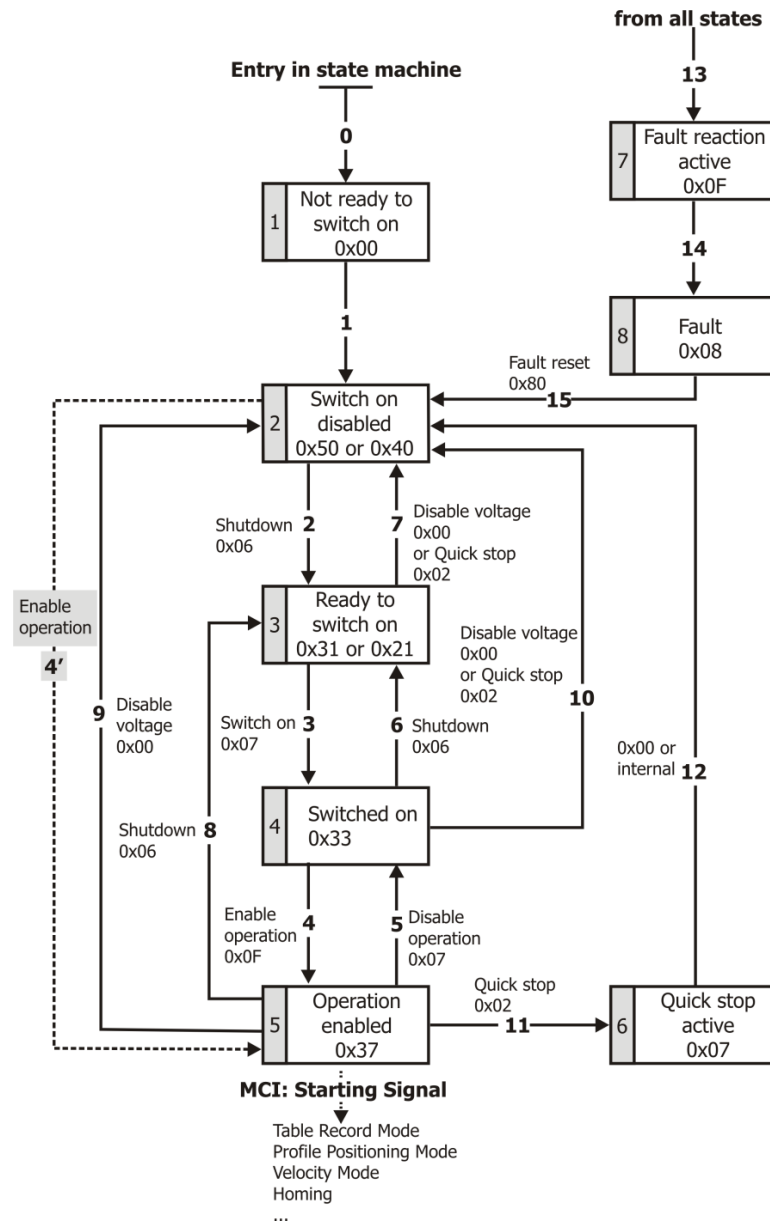 from all states
Entry in state machine
13
0
7
Fault reaction
active
0x0F
1
Not ready to
switch on
0x00
14
1
8
Fault
0x08
Fault reset
0x80
15
2
Switch on
disabled
0x50 or 0x40
Shutdown
0x06
2
7
Disable voltage
0x00
or Quick stop
0x02
3
Ready to
switch on
0x31 or 0x21
Enable
operation
4’
Disable voltage
0x00
or Quick stop
0x02
10
9
Disable
voltage
0x00
Switch on
0x07
3
6
Shutdown
0x06
0x00 or
internal
12
4
Switched on
0x33
Shutdown
0x06
8
Enable
operation
0x0F
4
5
Disable
operation
0x07
Quick stop
0x02
11
5
Operation
enabled
0x37
6
Quick stop
active
0x07
MCI: Starting Signal
Table Record Mode
Profile Positioning Mode
Velocity Mode
Homing
...